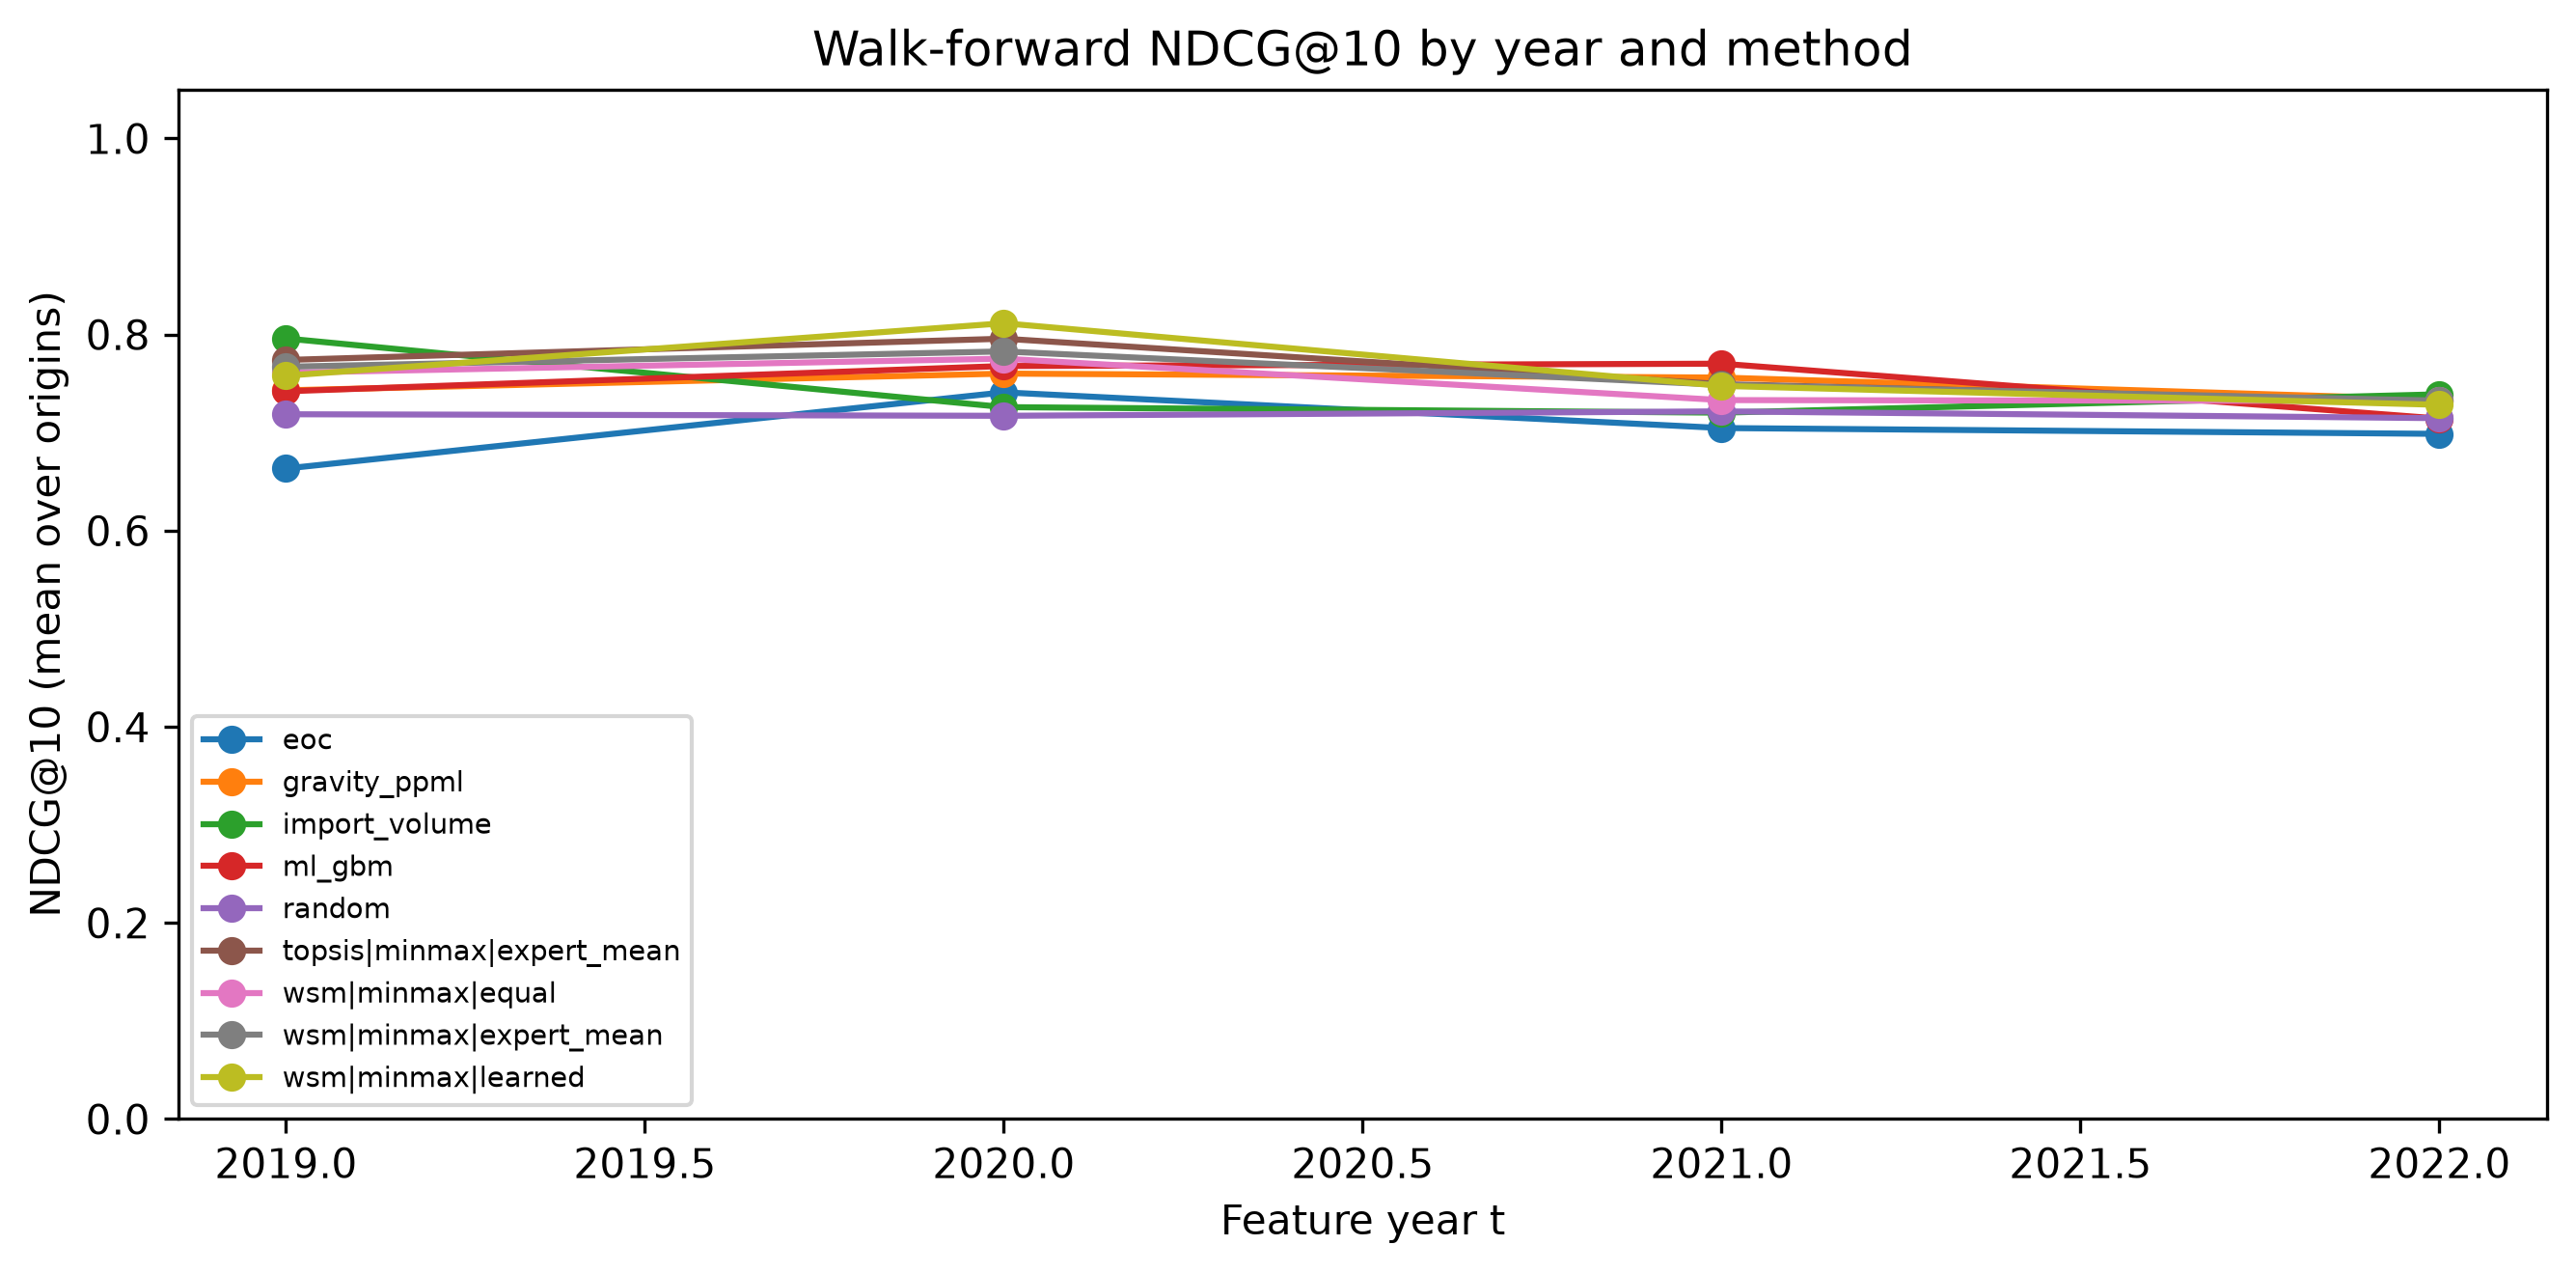 Walk-forward NDCG@10 by year and method
NDCG@10 (mean over origins)
1.0
0.8
0.6
0.4
0.2
0.0
eoc
gravity_ppml
import_volume
ml_gbm
random
topsis|minmax|expert_mean
wsm|minmax|equal
wsm|minmax|expert_mean
wsm|minmax|learned
2019.0 2019.5 2020.0 2020.5 2021.0 2021.5 2022.0
Feature year t